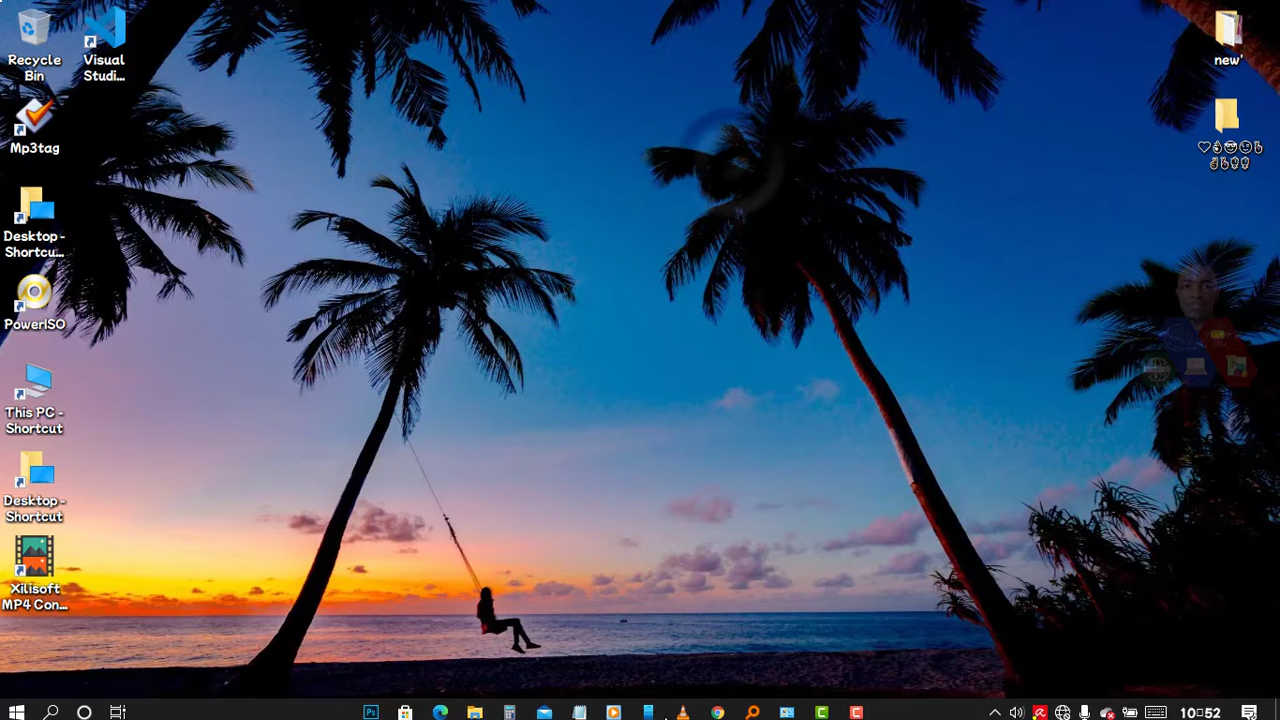 Recycle
Bin
Visual
Studi...
Mp3tag
Desktop -
Shortcu...
PowerISO
This PC -
Shortcut
Desktop -
Shortcut
Xilisoft
MP4 Con...
new'
Ps
10:52